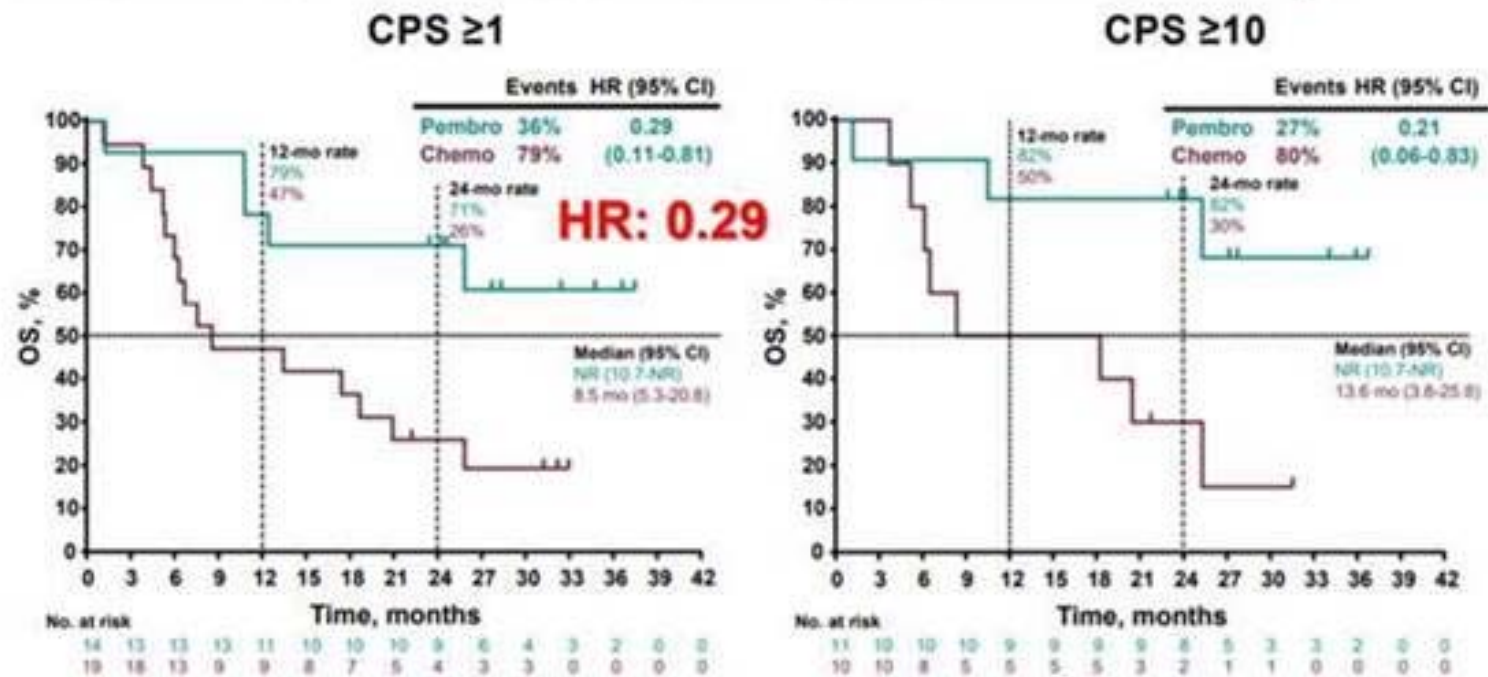 CPS ≥1
Events HR (95% CI)
Pembro 36% 0.29
Chemo 79% (0.11-0.81)
12-mo rate
79%
47%
24-mo rate
71%
26%
HR: 0.29
Median (95% CI)
NR (10.7-NR)
8.5 mo (5.3-20.8)
OS, %
100
90
80
70
60
50
40
30
20
10
0
0 3 6 9 12 15 18 21 24 27 30 33 36 39 42
Time, months
No. at risk
14 13 13 13 11 10 10 10 9 6 4 3 2 0 0
19 18 13 9 9 8 7 5 4 3 3 0 0 0 0
CPS ≥10
Events HR (95% CI)
Pembro 27% 0.21
Chemo 80% (0.06-0.83)
12-mo rate
82%
50%
24-mo rate
82%
30%
Median (95% CI)
NR (10.7-NR)
13.6 mo (3.8-25.8)
OS, %
100
90
80
70
60
50
40
30
20
10
0
0 3 6 9 12 15 18 21 24 27 30 33 36 39 42
Time, months
No. at risk
11 10 10 10 9 9 9 9 5 3 3 2 0 0
10 10 8 5 5 5 5 3 2 1 1 0 0 0 0